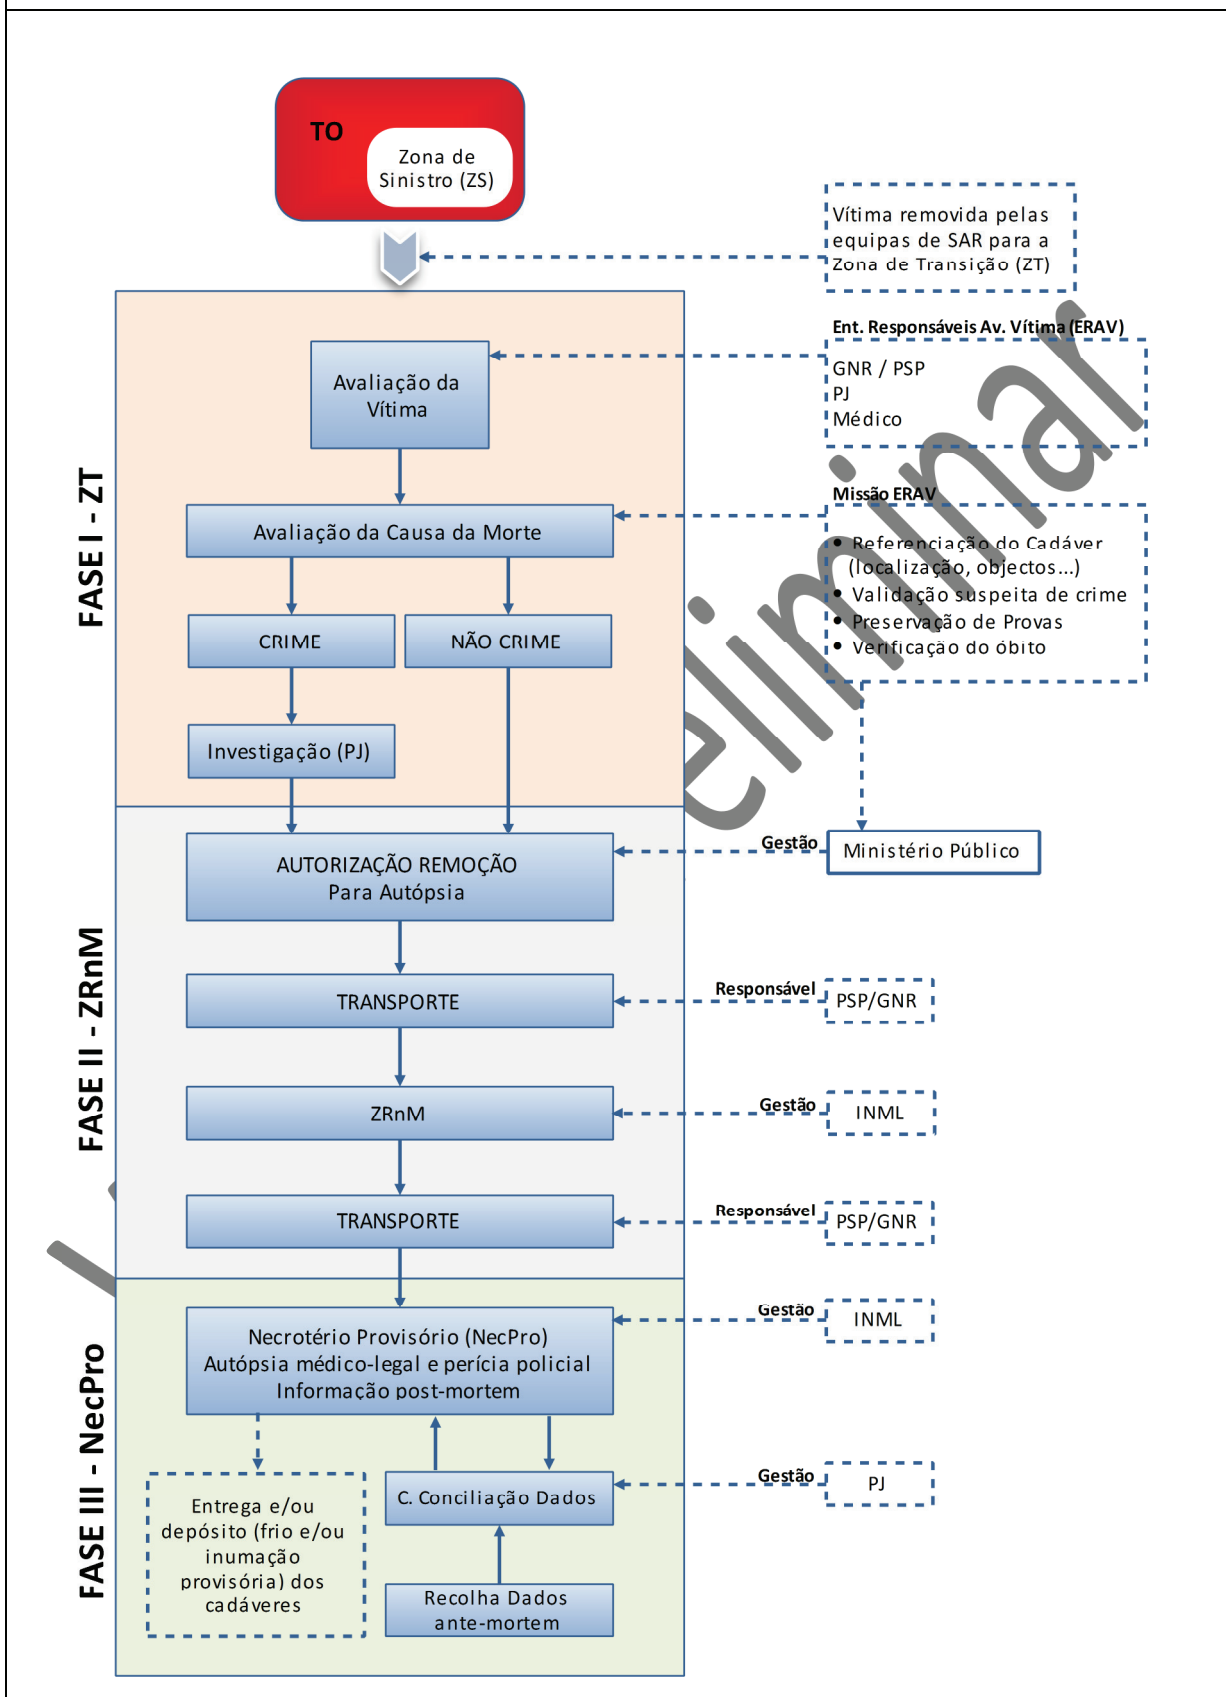 TO
Zona de
Sinistro (ZS)
Vítima removida pelas
equipas de SAR para a
Zona de Transição (ZT)
Ent. Responsáveis Av. Vítima (ERAV)
GNR / PSP
PJ
Médico
Avaliação da
Vítima
FASE I - ZT
Missão ERAV
Avaliação da Causa da Morte
• Referenciação do Cadáver
(localização, objectos...)
• Validação suspeita de crime
• Preservação de Provas
• Verificação do óbito
CRIME
NÃO CRIME
Investigação (PJ)
AUTORIZAÇÃO REMOÇÃO
Para Autópsia
Gestão
Ministério Público
FASE II - ZRnM
TRANSPORTE
Responsável
PSP/GNR
ZRnM
Gestão
INML
TRANSPORTE
Responsável
PSP/GNR
FASE III - NecPro
Necrotério Provisório (NecPro)
Autópsia médico-legal e perícia policial
Informação post-mortem
Gestão
INML
C. Conciliação Dados
Gestão
PJ
Entrega e/ou
depósito (frio e/ou
inumação
provisória) dos
cadáveres
Recolha Dados
ante-mortem
eliminar